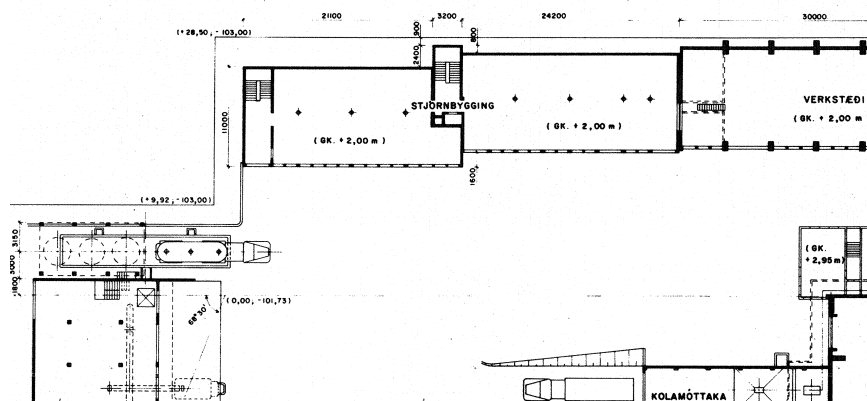 21100
3200
24200
30000
(+28,50, -103,00)
900
800
2400
STJÓRNBYGGING
VERKSTÆÐI
(GK. + 2,00 m)
(GK. + 2,00 m)
(GK. + 2,00 m
11000
1600
(+9,92, -103,00)
3150
5000
1800
(GK.
+2,95m)
(0,00, -101,73)
68°30'
KOLAMÓTTAKA